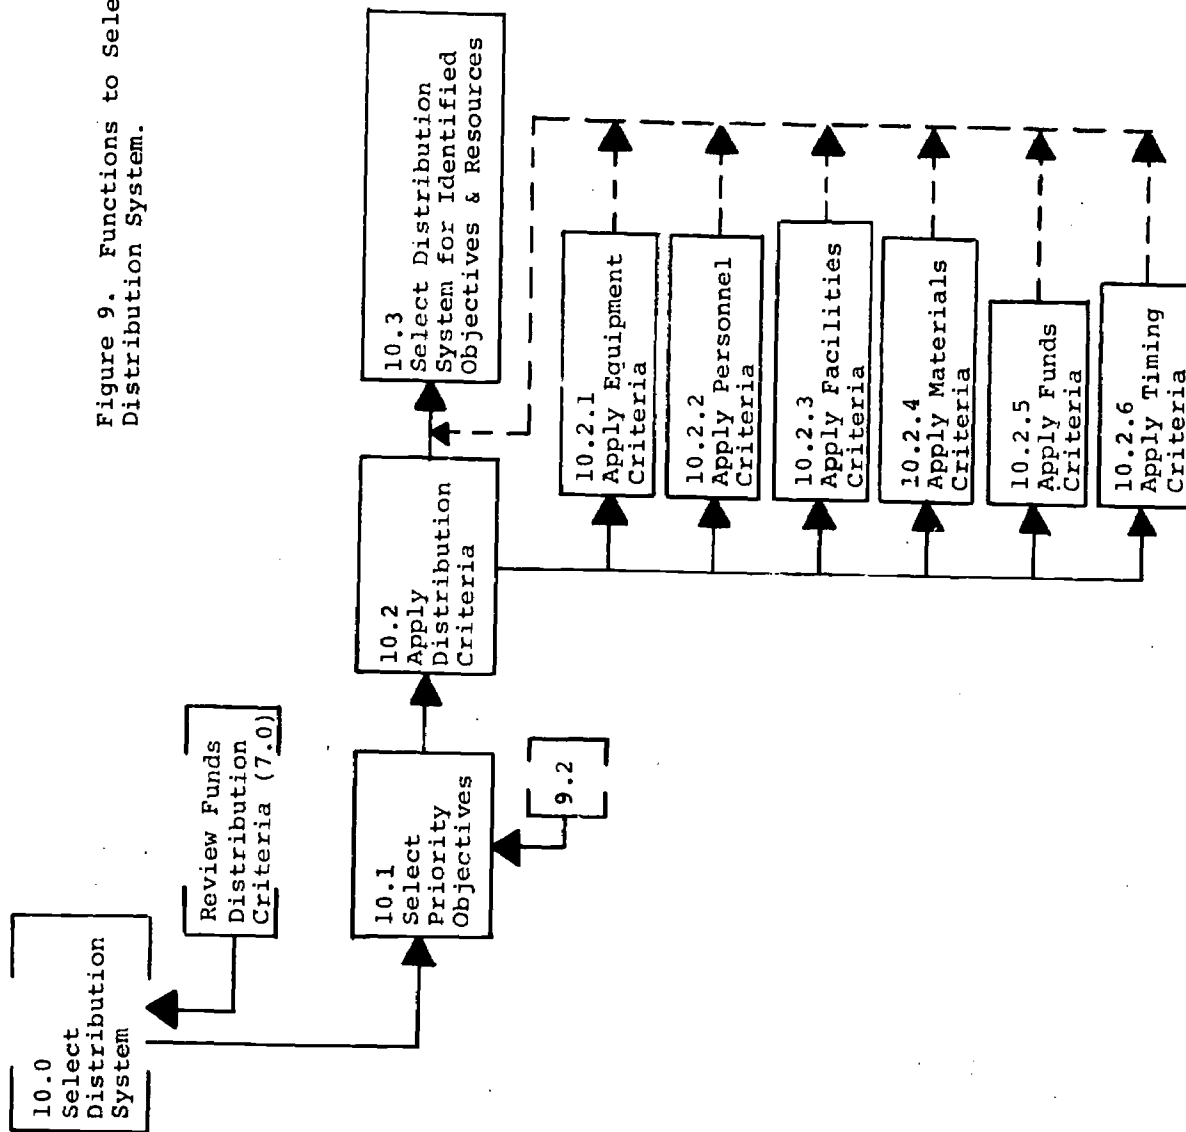 10.0
Select
Distribution
System
Review Funds
Distribution
Criteria (7.0)
10.1
Select
Priority
Objectives
9.2
10.2
Apply
Distribution
Criteria
10.3
Select Distribution
System for Identified
Objectives & Resources
10.2.1
Apply Equipment
Criteria
10.2.2
Apply Personnel
Criteria
10.2.3
Apply Facilities
Criteria
10.2.4
Apply Materials
Criteria
10.2.5
Apply Funds
Criteria
10.2.6
Apply Timing
Criteria
Figure 9. Functions to Sele
Distribution System.